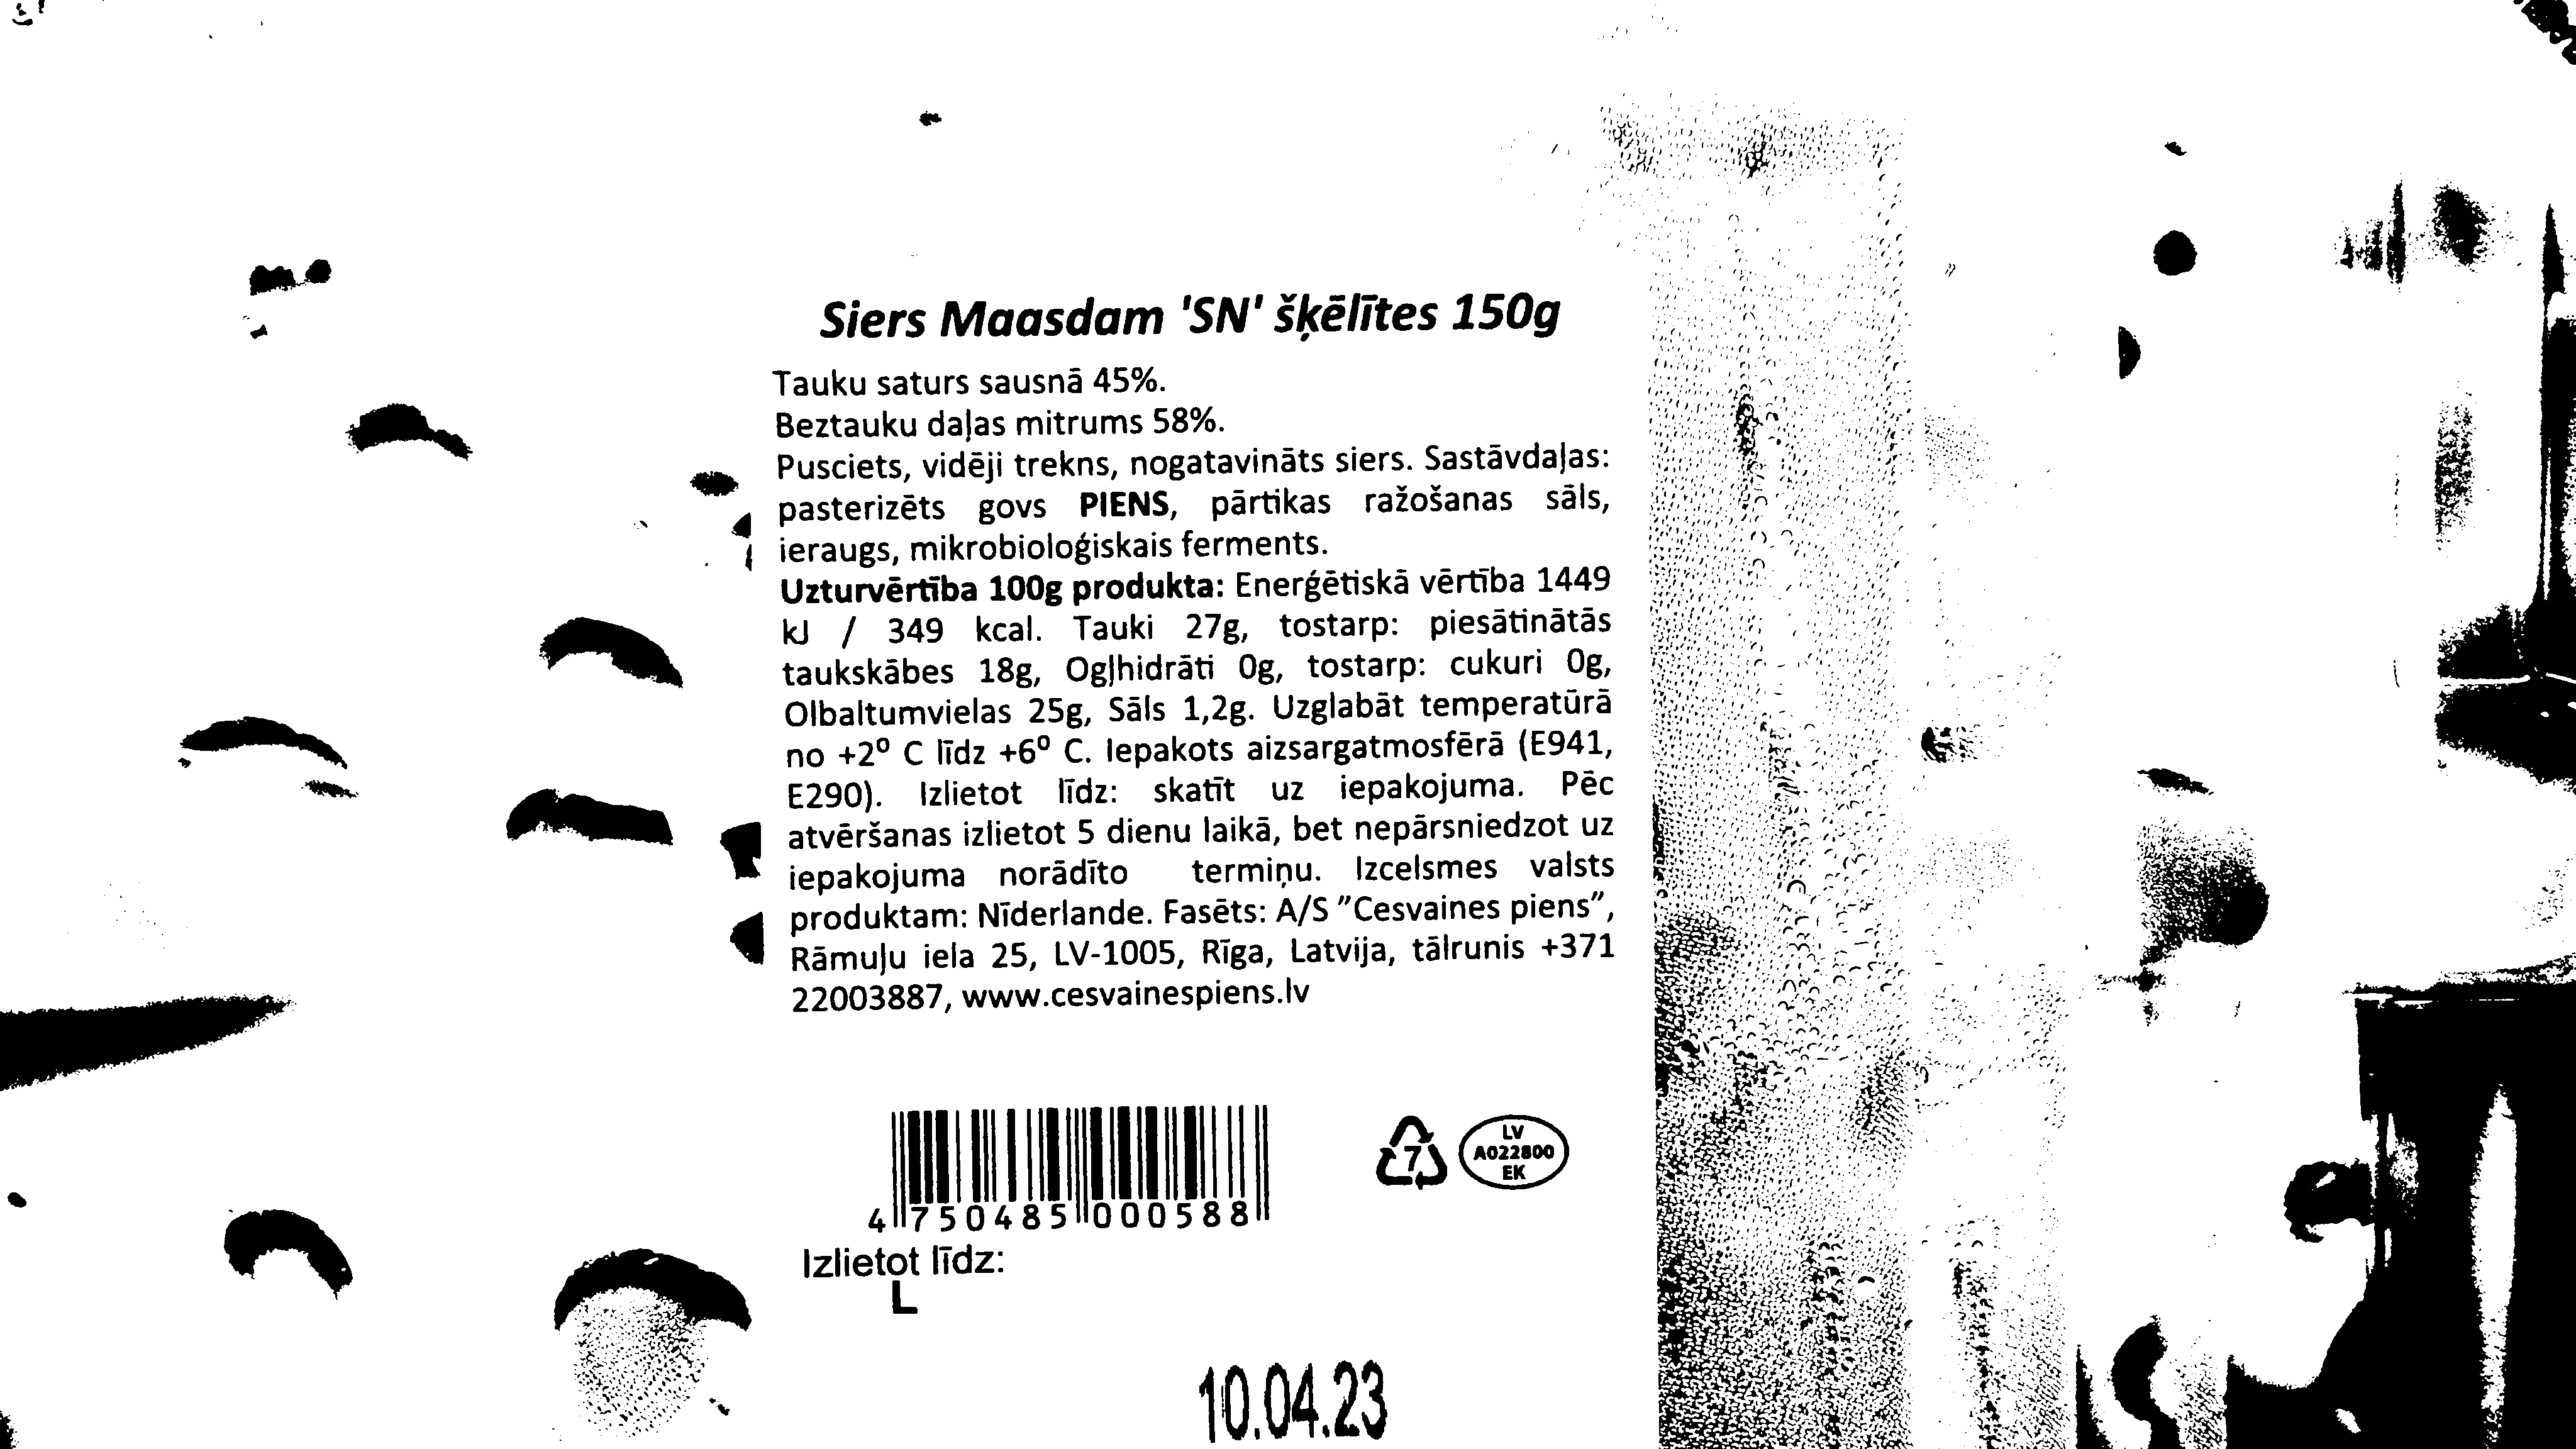 Siers Maasdam 'SN' šķēlītes 150g
Tauku saturs sausnā 45%.
Beztauku daļas mitrums 58%.
Pusciets, vidēji trekns, nogatavināts siers. Sastāvdaļas:
pasterizēts govs PIENS, pārtikas ražošanas sāls,
ieraugs, mikrobioloģiskais ferments.
Uzturvērtība 100g produkta: Enerģētiskā vērtība 1449
kJ / 349 kcal. Tauki 27g, tostarp: piesātinātās
taukskābes 18g, Ogļhidrāti 0g, tostarp: cukuri 0g,
Olbaltumvielas 25g, Sāls 1,2g. Uzglabāt temperatūrā
no +2⁰ C līdz +6⁰ C. Iepakots aizsargatmosfērā (E941,
E290). Izlietot līdz: skatīt uz iepakojuma. Pēc
atvēršanas izlietot 5 dienu laikā, bet nepārsniedzot uz
iepakojuma norādīto termiņu. Izcelsmes valsts
produktam: Nīderlande. Fasēts: A/S "Cesvaines piens",
Rāmuļu iela 25, LV-1005, Rīga, Latvija, tālrunis +371
22003887, www.cesvainespiens.lv
7
LV
A022800
EK
4 750485 000588
Izlietot līdz:
L
10.04.23